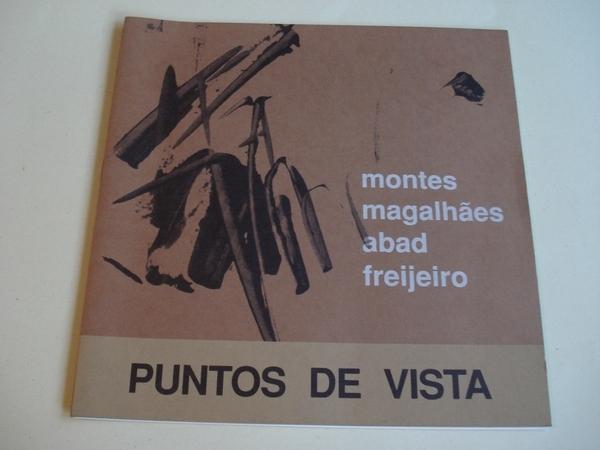 montes
magalhães
abad
freijeiro
PUNTOS DE VISTA